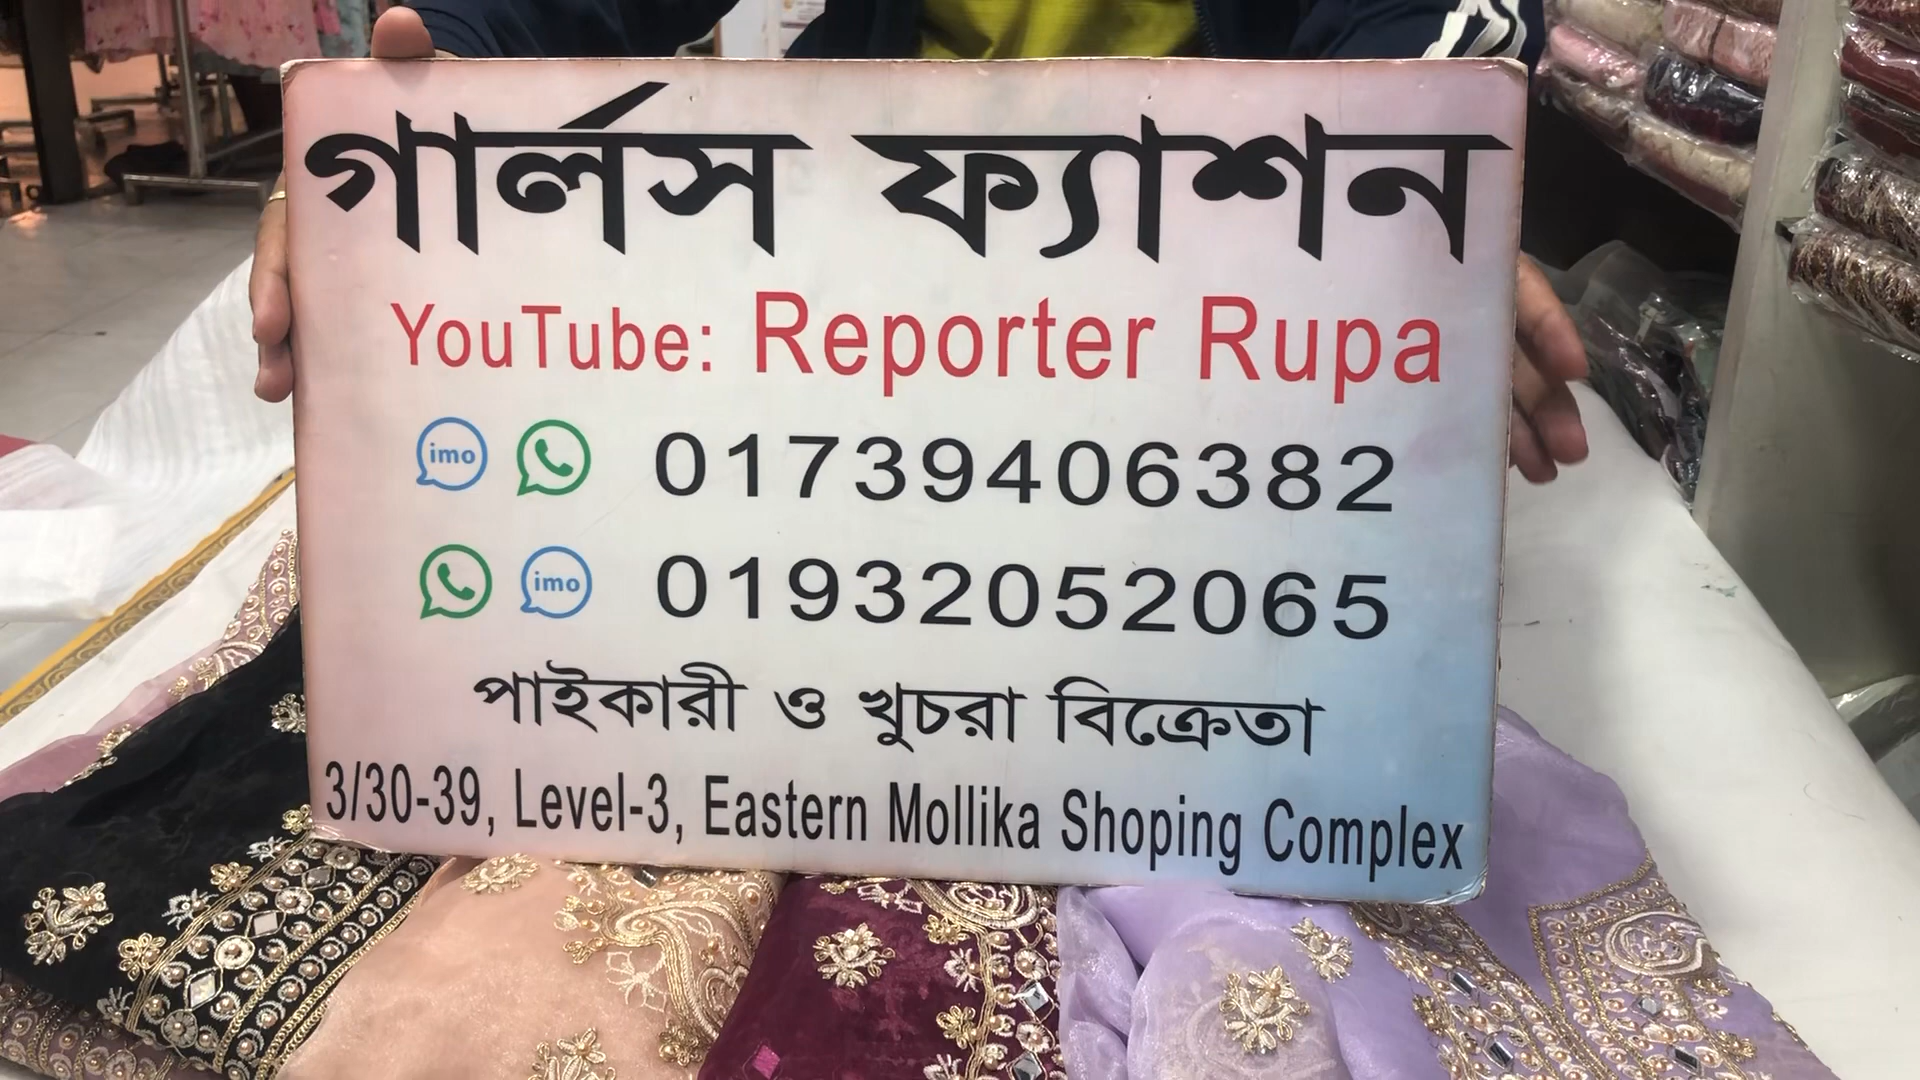 গার্লস ফ্যাশন
YouTube: Reporter Rupa
imo 01739406382
imo 01932052065
পাইকারী ও খুচরা বিক্রেতা
3/30-39, Level-3, Eastern Mollika Shoping Complex